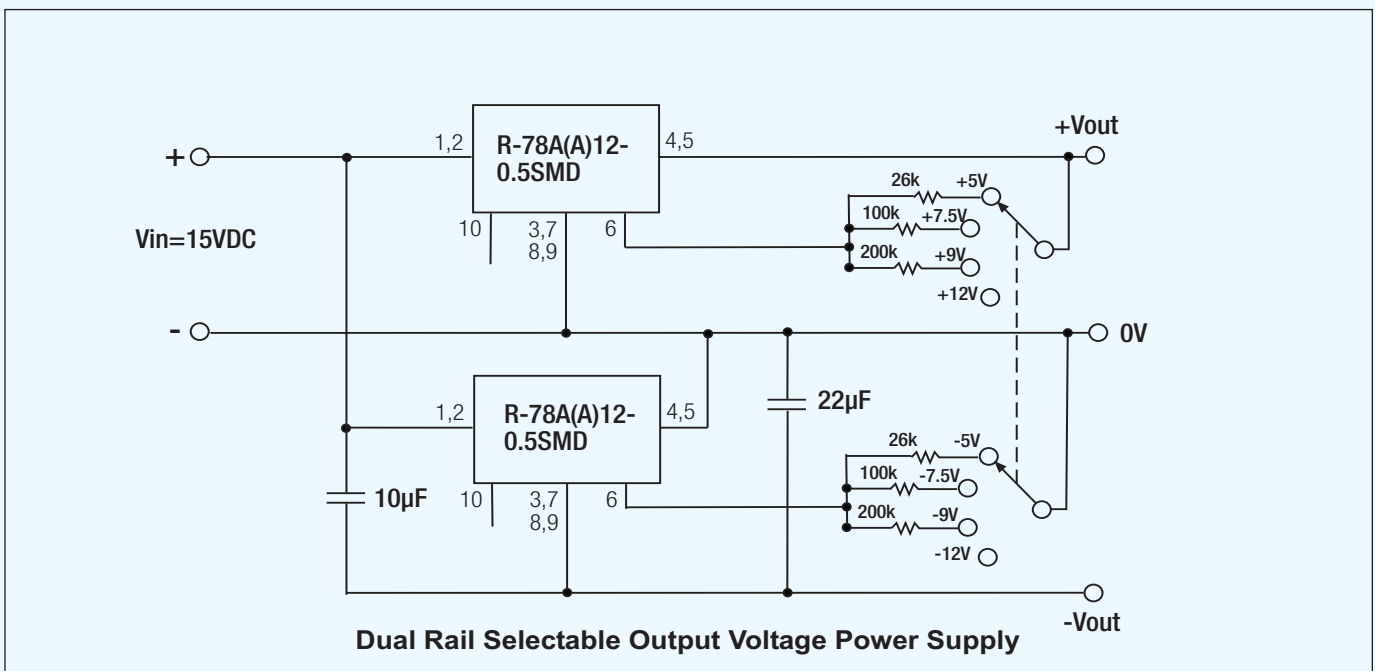 +Vout
1,2
R-78A(A)12-
0.5SMD
4,5
+
26k
+5V
100k
+7.5V
10
3,7
8,9
6
Vin=15VDC
200k
+9V
+12V
-
0V
1,2
R-78A(A)12-
0.5SMD
4,5
22µF
26k
-5V
100k
-7.5V
10µF
10
3,7
8,9
6
200k
-9V
-12V
-Vout
Dual Rail Selectable Output Voltage Power Supply